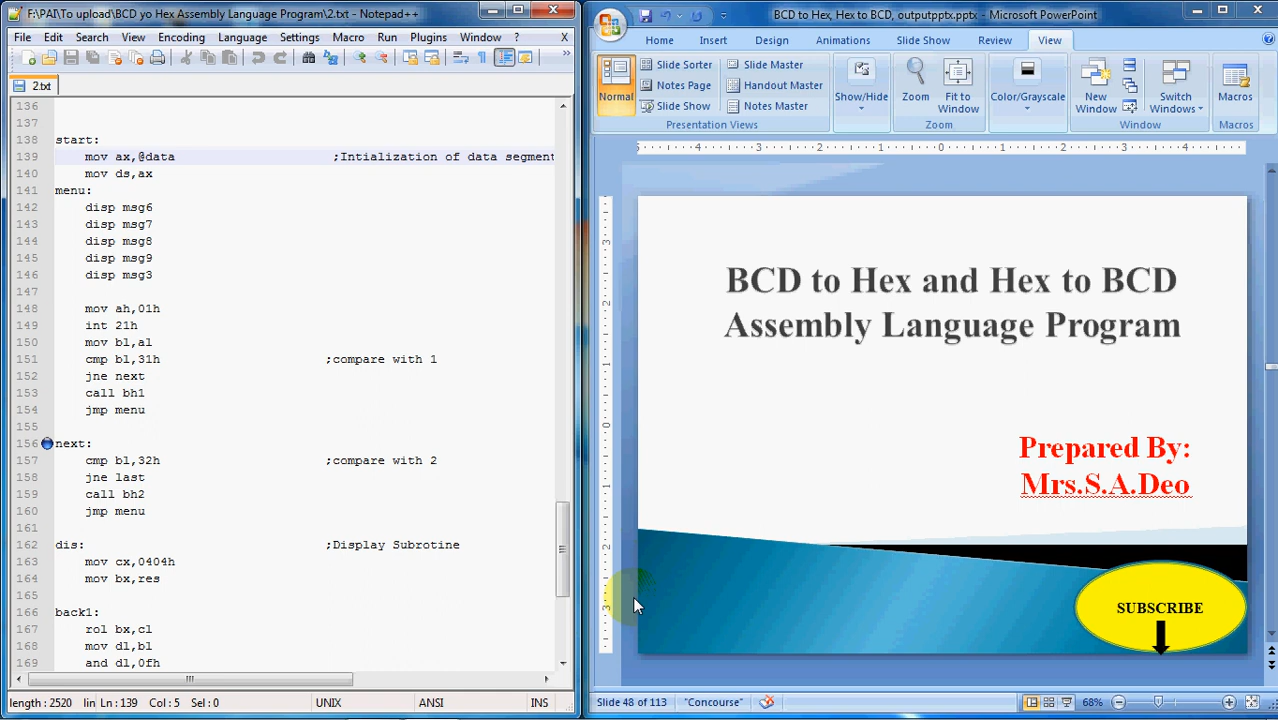 F:\PAI\To upload\BCD yo Hex Assembly Language Program\2.txt - Notepad++
File Edit Search View Encoding Language Settings Macro Run Plugins Window ? X
2.txt
136
137
138 start:
139 mov ax,@data ;Intialization of data segment
140 mov ds,ax
141 menu:
142 disp msg6
143 disp msg7
144 disp msg8
145 disp msg9
146 disp msg3
147
148 mov ah,01h
149 int 21h
150 mov bl,al
151 cmp bl,31h ;compare with 1
152 jne next
153 call bh1
154 jmp menu
155
156 next:
157 cmp bl,32h ;compare with 2
158 jne last
159 call bh2
160 jmp menu
161
162 dis: ;Display Subrotine
163 mov cx,0404h
164 mov bx,res
165
166 back1:
167 rol bx,cl
168 mov dl,bl
169 and dl,0fh
length : 2520 lin Ln : 139 Col : 5 Sel : 0 UNIX ANSI INS
BCD to Hex, Hex to BCD, outputpptx.pptx - Microsoft PowerPoint
Home Insert Design Animations Slide Show Review View
Normal
Slide Sorter
Notes Page
Slide Show
Slide Master
Handout Master
Notes Master
Presentation Views
Show/Hide
Zoom
Fit to Window
Zoom
Color/Grayscale
New Window
Switch Windows
Window
Macros
Macros
BCD to Hex and Hex to BCD
Assembly Language Program
Prepared By:
Mrs.S.A.Deo
SUBSCRIBE
Slide 48 of 113 "Concourse" 68%